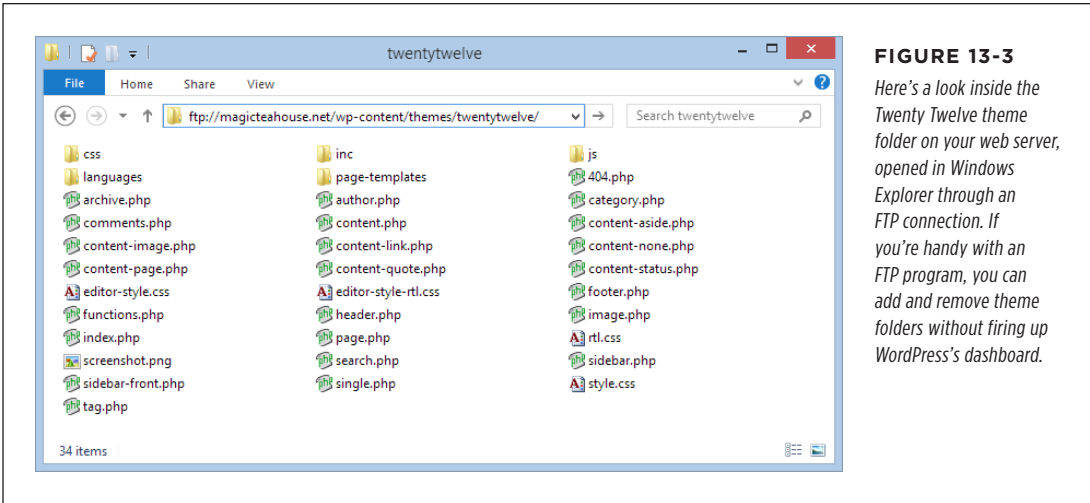 twentytwelve
File Home Share View
ftp://magicteahouse.net/wp-content/themes/twentytwelve/ Search twentytwelve
css inc js
languages page-templates 404.php
archive.php author.php category.php
comments.php content.php content-aside.php
content-image.php content-link.php content-none.php
content-page.php content-quote.php content-status.php
editor-style.css editor-style-rtl.css footer.php
functions.php header.php image.php
index.php page.php rtl.css
screenshot.png search.php sidebar.php
sidebar-front.php single.php style.css
tag.php
34 items
FIGURE 13-3
Here’s a look inside the
Twenty Twelve theme
folder on your web server,
opened in Windows
Explorer through an
FTP connection. If
you’re handy with an
FTP program, you can
add and remove theme
folders without firing up
WordPress’s dashboard.